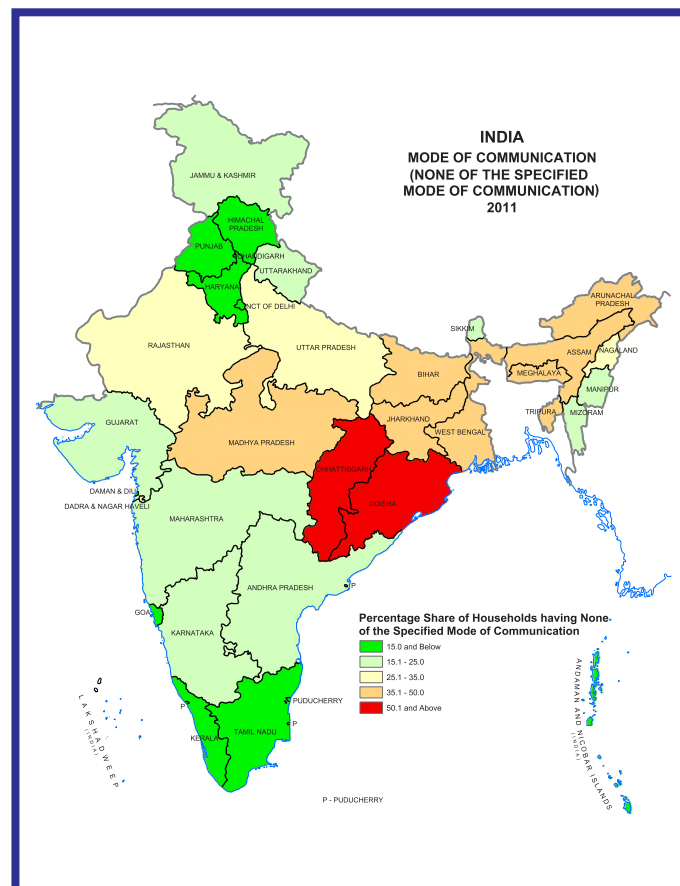 INDIA
MODE OF COMMUNICATION
(NONE OF THE SPECIFIED
MODE OF COMMUNICATION)
2011
JAMMU & KASHMIR
HIMACHAL
PRADESH
PUNJAB
CHANDIGARH
UTTARAKHAND
HARYANA
NCT OF DELHI
ARUNACHAL
PRADESH
SIKKIM
RAJASTHAN
UTTAR PRADESH
ASSAM
NAGALAND
BIHAR
MEGHALAYA
MANIPUR
TRIPURA
MIZORAM
GUJARAT
JHARKHAND
WEST BENGAL
MADHYA PRADESH
CHHATTISGARH
DAMAN & DIU
ODISHA
DADRA & NAGAR HAVELI
MAHARASHTRA
ANDHRA PRADESH
P
GOA
KARNATAKA
Percentage Share of Households having None
of the Specified Mode of Communication
15.0 and Below
15.1 - 25.0
25.1 - 35.0
35.1 - 50.0
50.1 and Above
PUDUCHERRY
P
P
KERALA
TAMIL NADU
LAKSHADWEEP
(INDIA)
ANDAMAN AND NICOBAR ISLANDS
(INDIA)
P - PUDUCHERRY